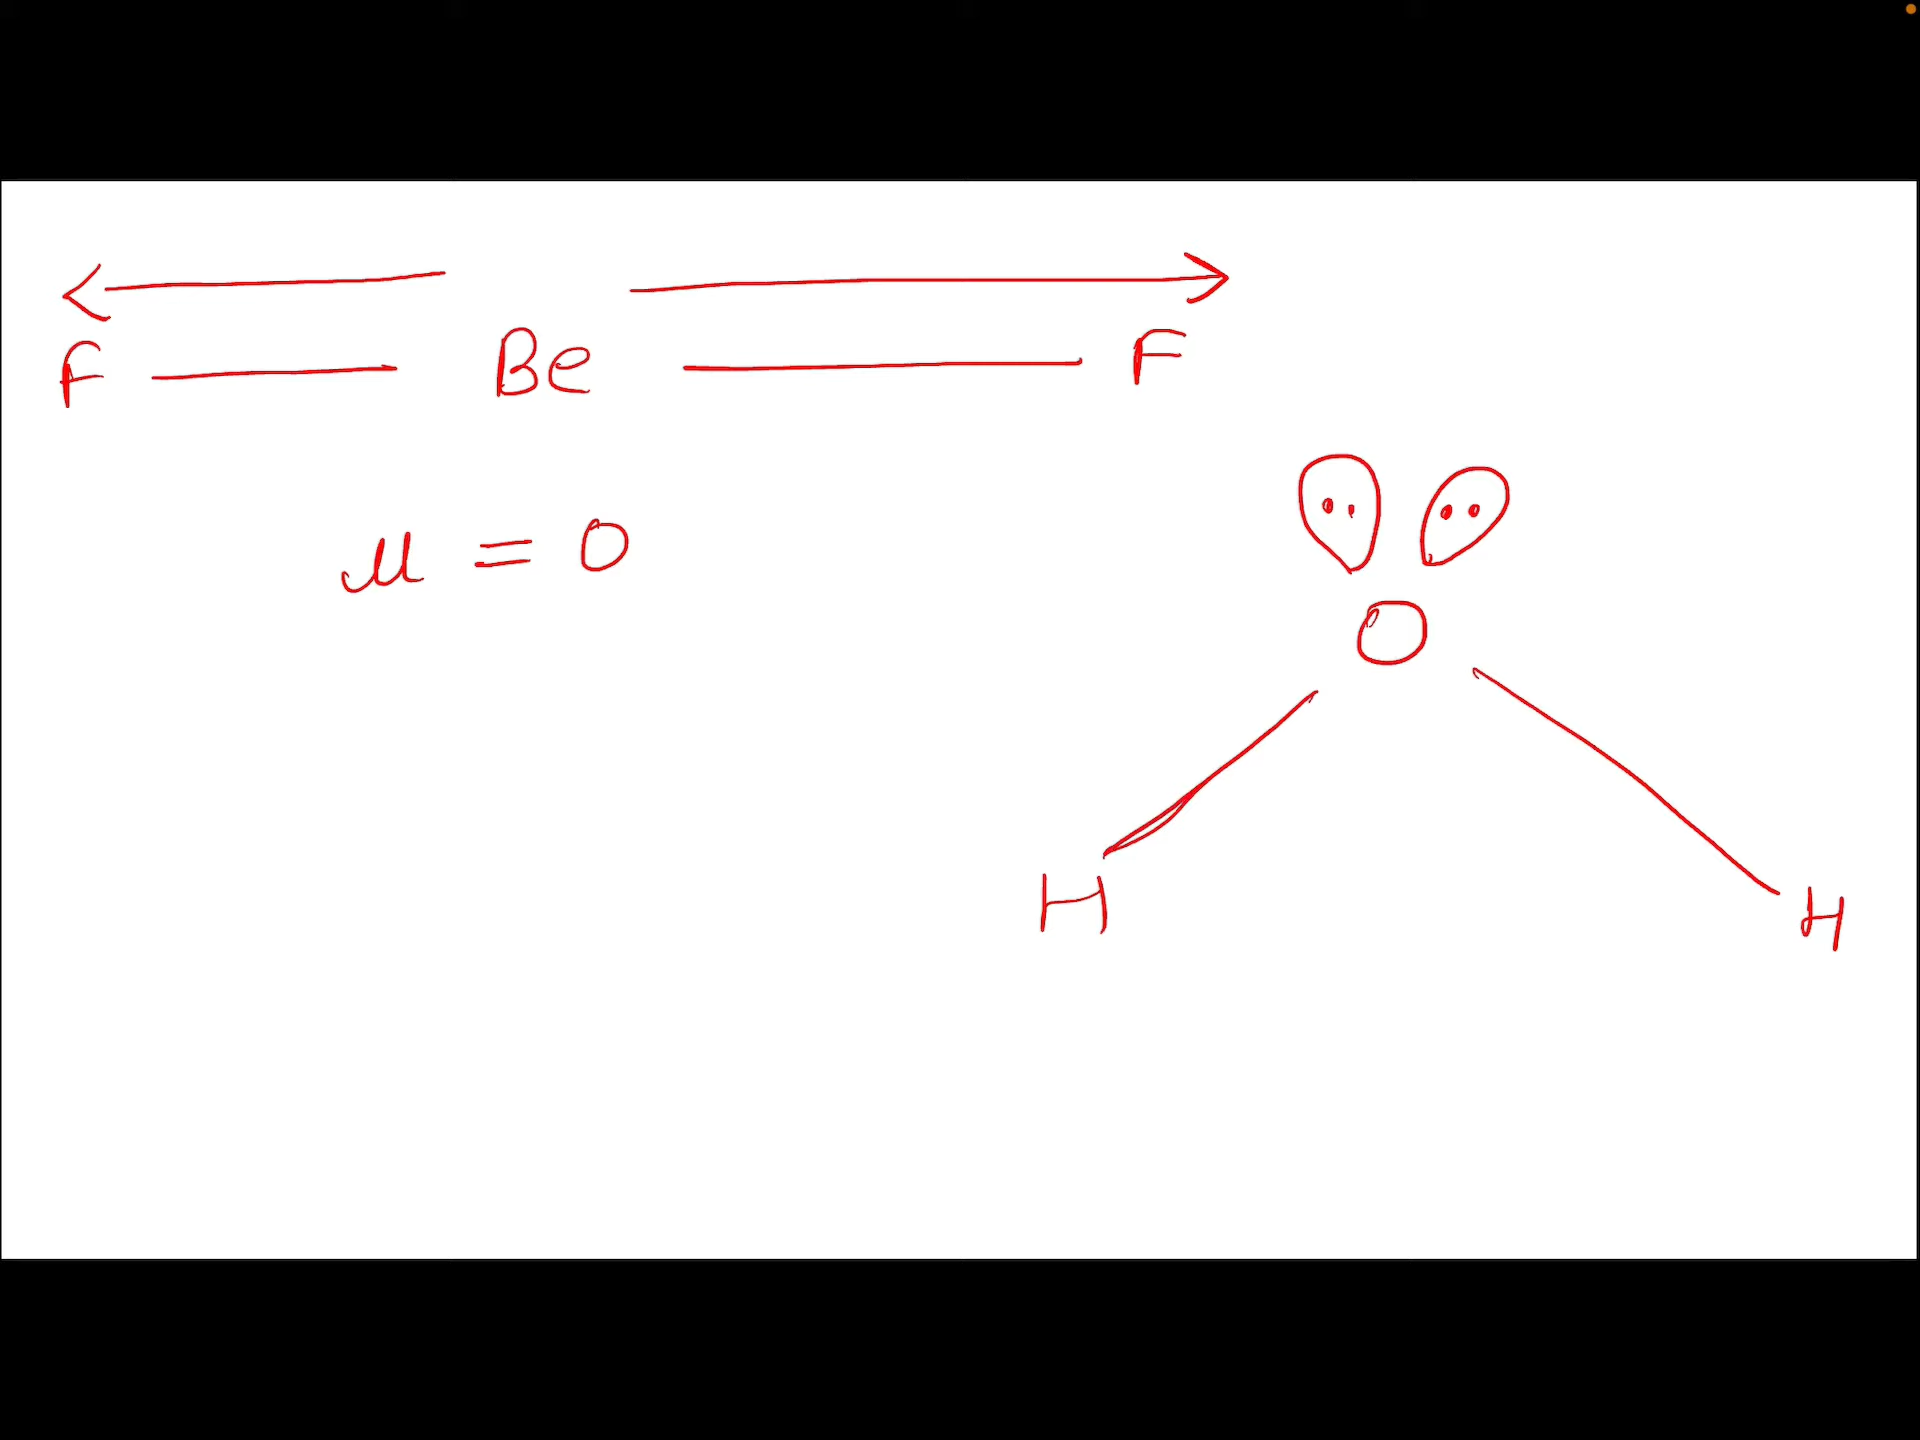 F Be F
μ = 0
O
H H